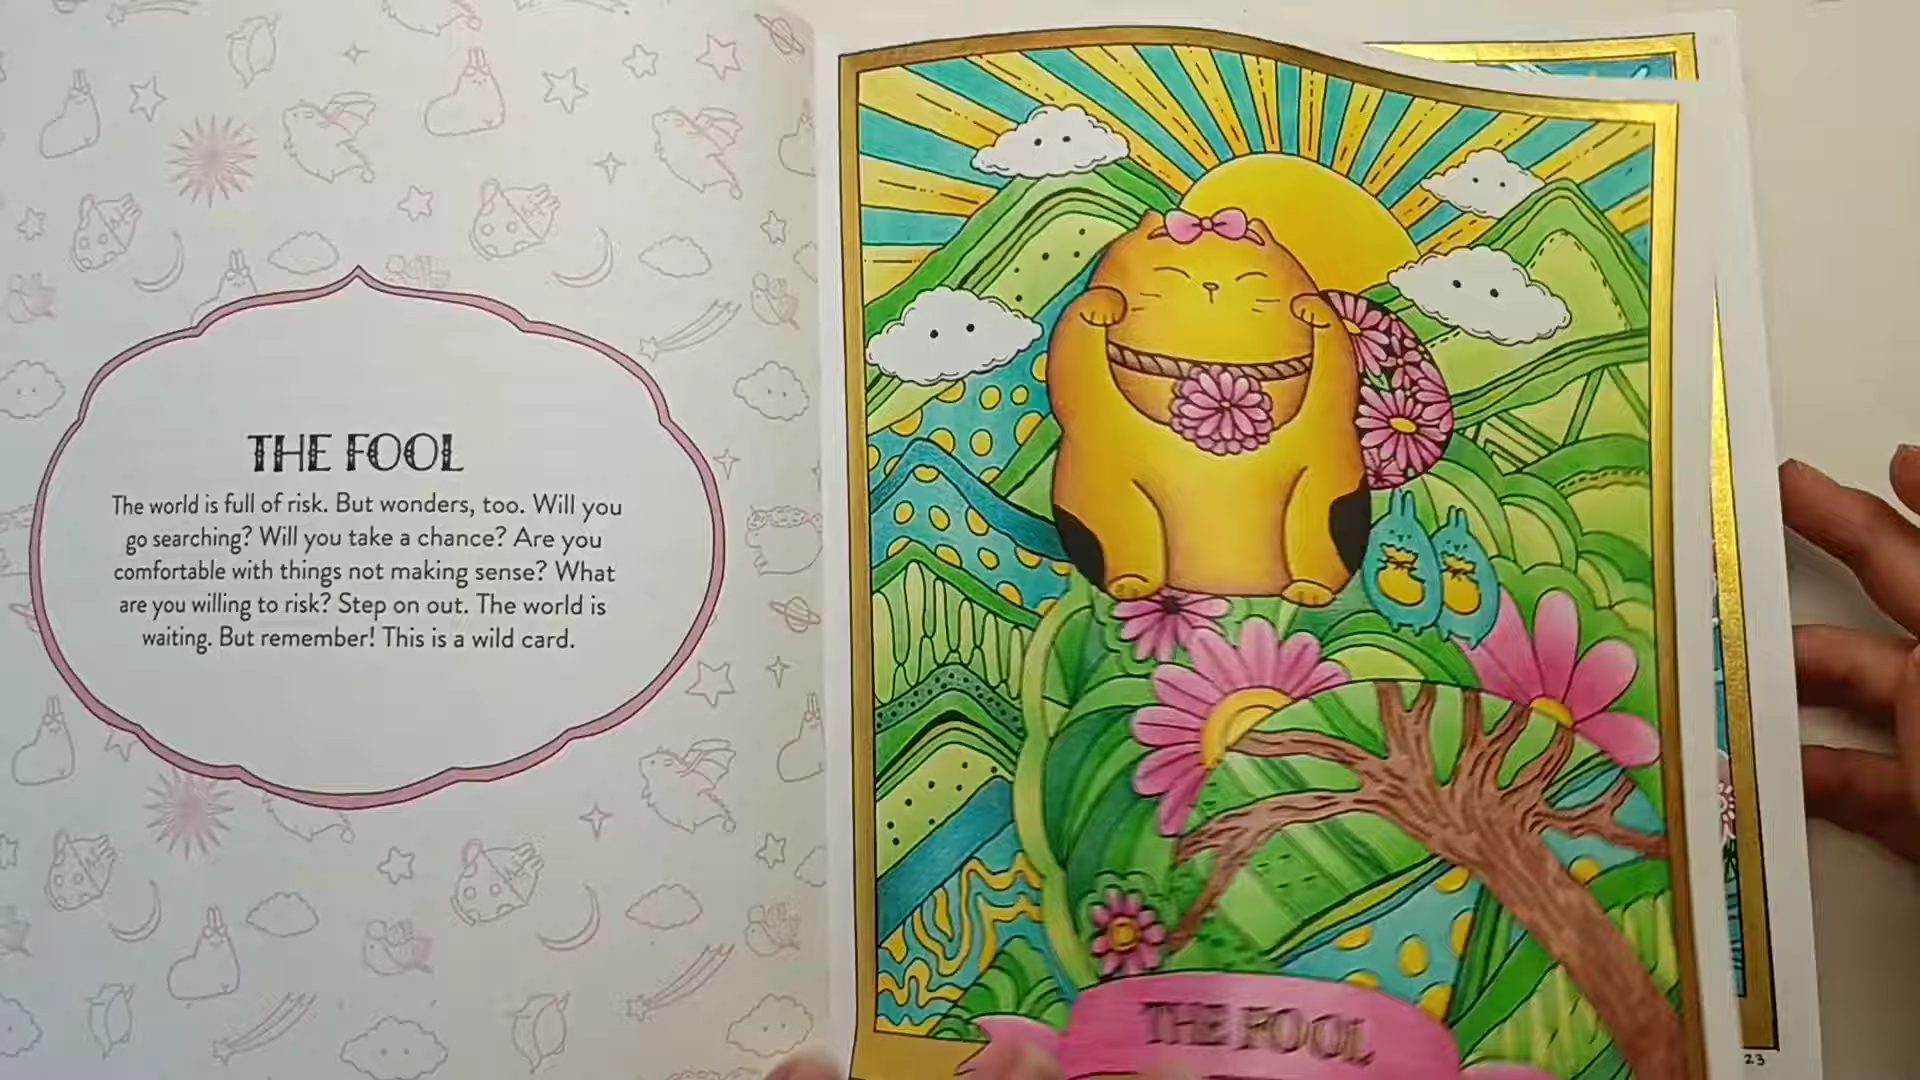 THE FOOL
The world is full of risk. But wonders, too. Will you
go searching? Will you take a chance? Are you
comfortable with things not making sense? What
are you willing to risk? Step on out. The world is
waiting. But remember! This is a wild card.
THE FOOL
23